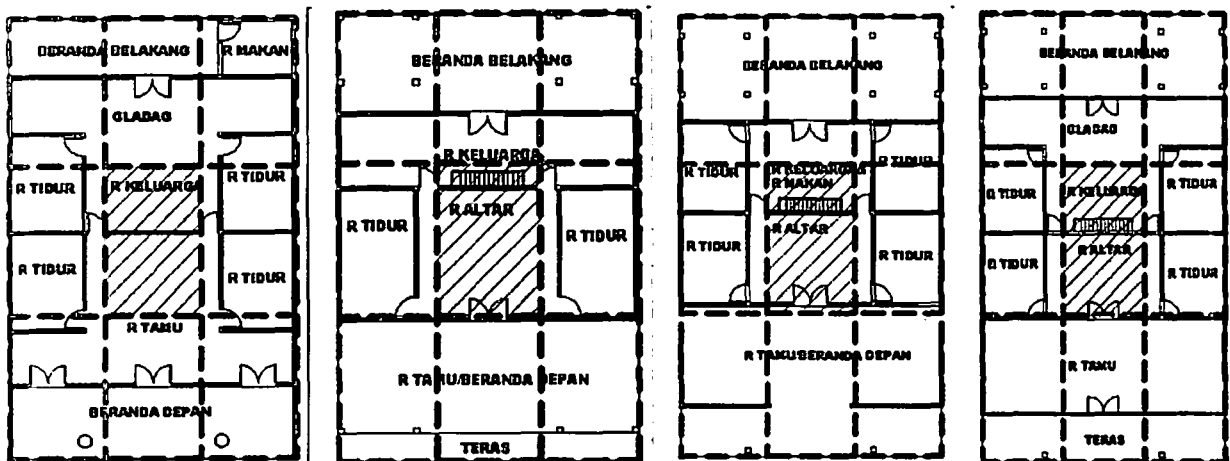 BERANDA BELAKANG
R MAKAN
GLADAG
R TIDUR
R KELUARGA
R TIDUR
R TIDUR
R TIDUR
R TAMU
BERANDA DEPAN
BERANDA BELAKANG
R KELUARGA
R ALTAR
R TIDUR
R TIDUR
R TAMU/BERANDA DEPAN
TERAS
BERANDA BELAKANG
R TIDUR
R KELUARGA
R MAKAN
R TIDUR
R ALTAR
R TIDUR
R TIDUR
R TAMU/BERANDA DEPAN
BERANDA BELAKANG
GLADAG
R TIDUR
R KELUARGA
R TIDUR
R ALTAR
R TIDUR
R TIDUR
R TAMU
TERAS